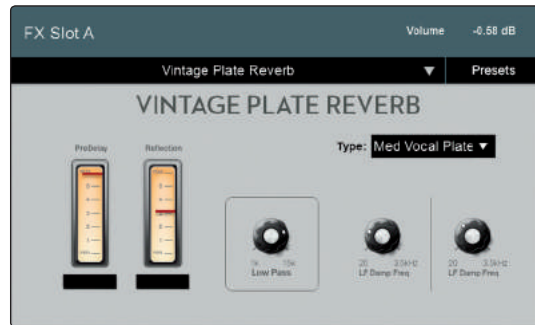 FX Slot A
Volume -0.58 dB
Vintage Plate Reverb ▼ Presets
VINTAGE PLATE REVERB
PreDelay Reflection
Type: Med Vocal Plate ▼
1k 15k
Low Pass
20 3.5kHz
LF Damp Freq
20 3.5kHz
LF Damp Freq